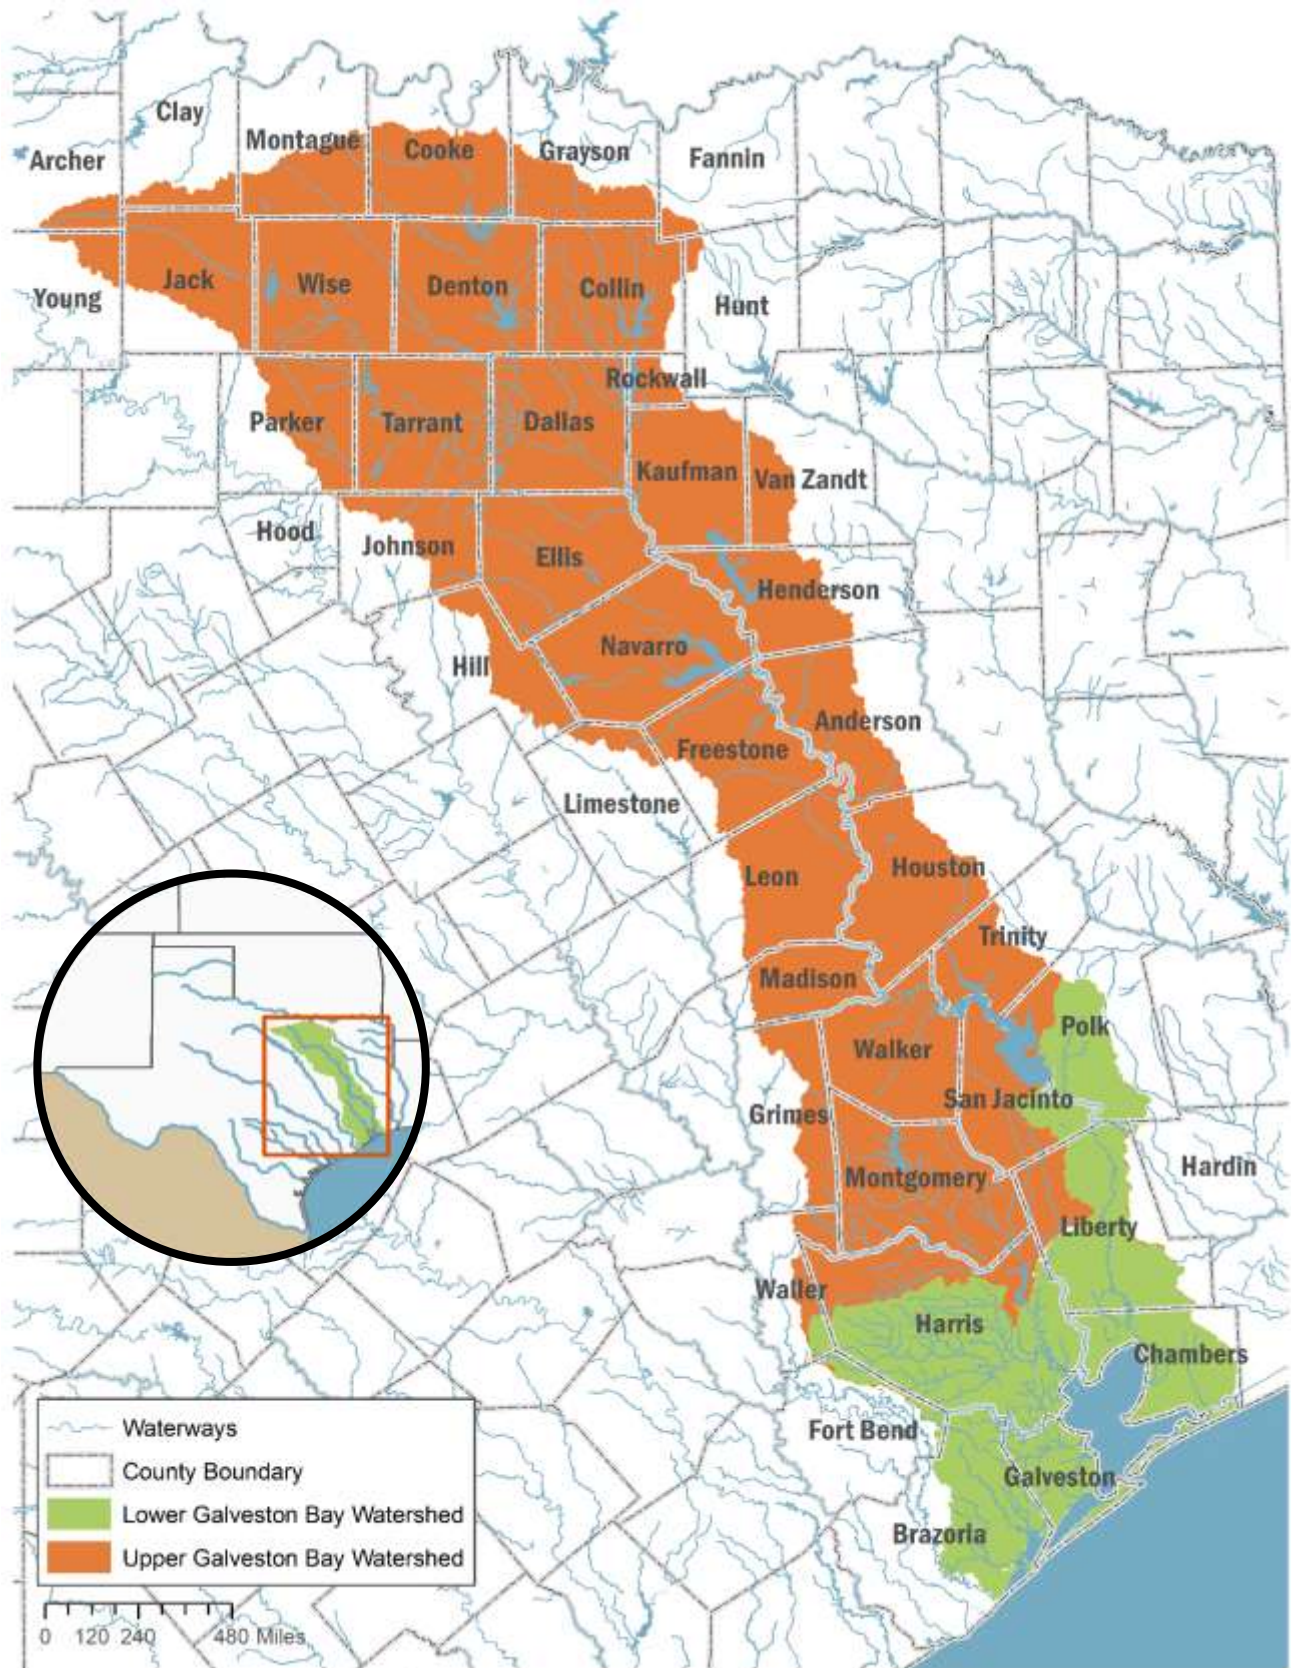 Clay
Montague
Cooke
Grayson
Fannin
Archer
Jack
Wise
Denton
Collin
Hunt
Young
Rockwall
Parker
Tarrant
Dallas
Kaufman
Van Zandt
Hood
Johnson
Ellis
Henderson
Navarro
Hill
Anderson
Freestone
Limestone
Leon
Houston
Trinity
Madison
Polk
Walker
San Jacinto
Grimes
Hardin
Montgomery
Liberty
Waller
Harris
Chambers
Fort Bend
Galveston
Brazoria
Waterways
County Boundary
Lower Galveston Bay Watershed
Upper Galveston Bay Watershed
0 120 240 480 Miles